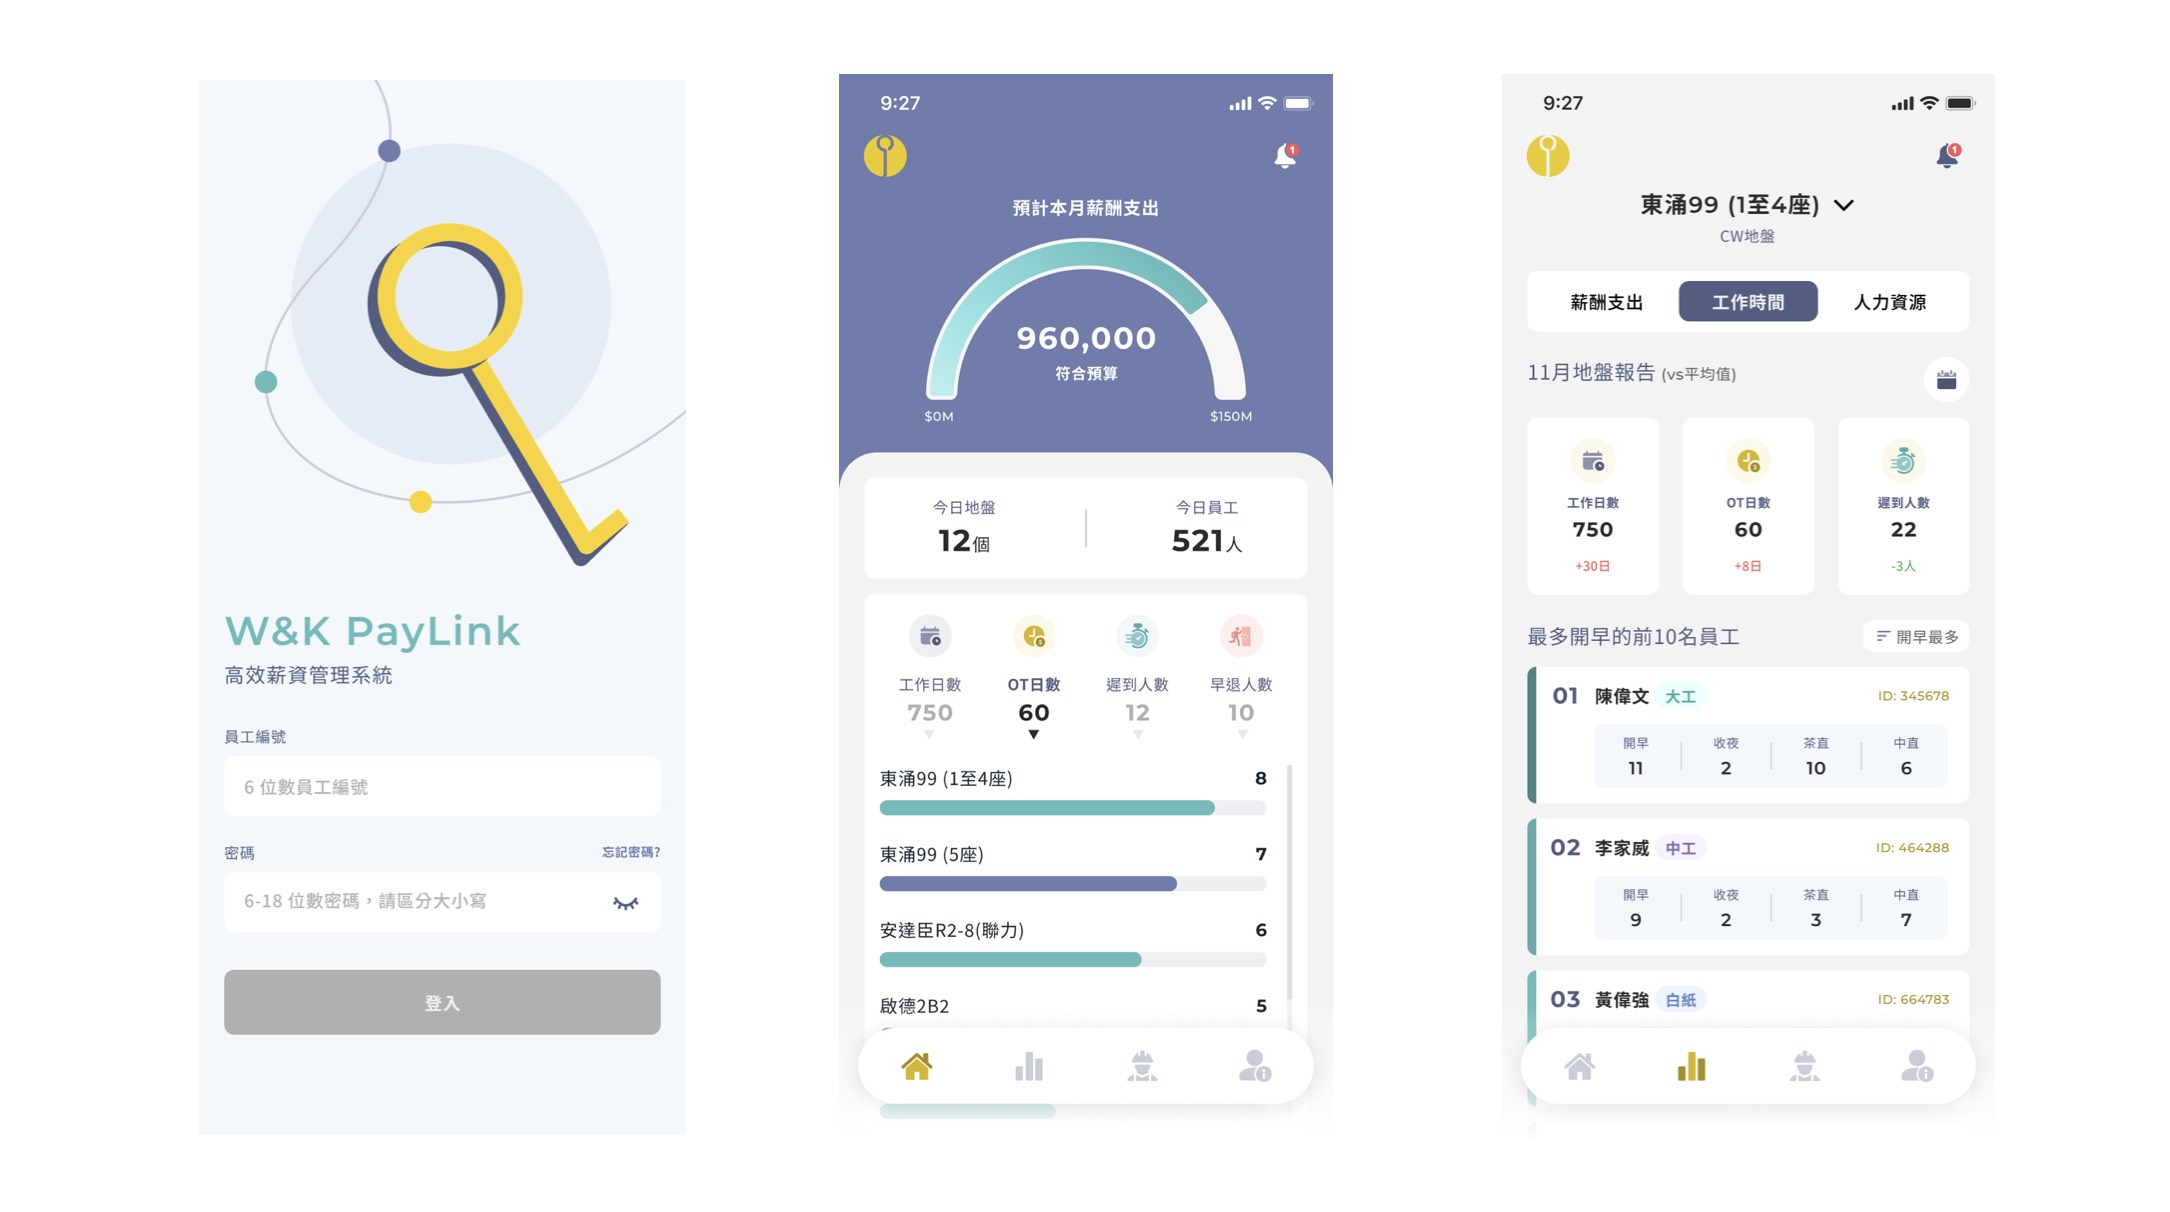 W&K PayLink
高效薪資管理系統
員工編號
6 位數員工編號
密碼
忘記密碼?
6-18 位數密碼，請區分大小寫
登入
9:27
1
預計本月薪酬支出
960,000
符合預算
$0M
$150M
今日地盤
12個
今日員工
521人
工作日數
750
OT日數
60
遲到人數
12
早退人數
10
東涌99 (1至4座)
8
東涌99 (5座)
7
安達臣R2-8(聯力)
6
啟德2B2
5
9:27
1
東涌99 (1至4座)
CW地盤
薪酬支出
工作時間
人力資源
11月地盤報告 (vs平均值)
工作日數
750
+30日
OT日數
60
+8日
遲到人數
22
-3人
最多開早的前10名員工
開早最多
01 陳偉文 大工 ID: 345678
開早 收夜 茶直 中直
11 2 10 6
02 李家威 中工 ID: 464288
開早 收夜 茶直 中直
9 2 3 7
03 黃偉強 白紙 ID: 664783